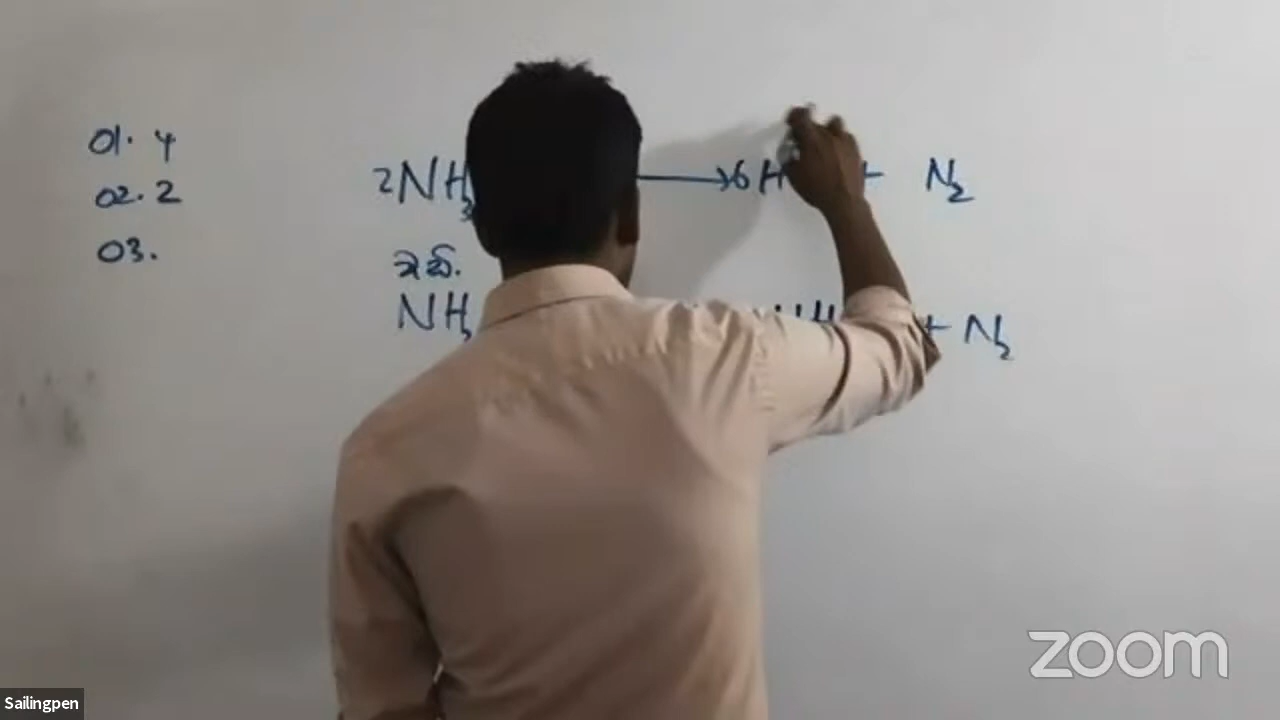 01. 4
02. 2
03.
2NH3 → 6H + N2
වැඩි.
NH3 + N2
zoom
Sailingpen